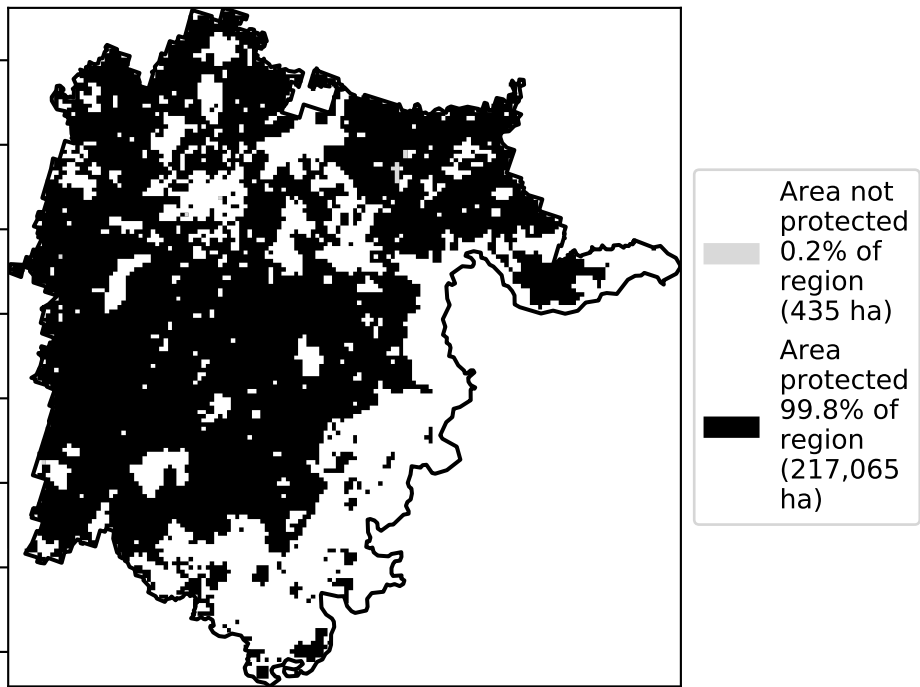 Area not
protected
0.2% of
region
(435 ha)
Area
protected
99.8% of
region
(217,065
ha)